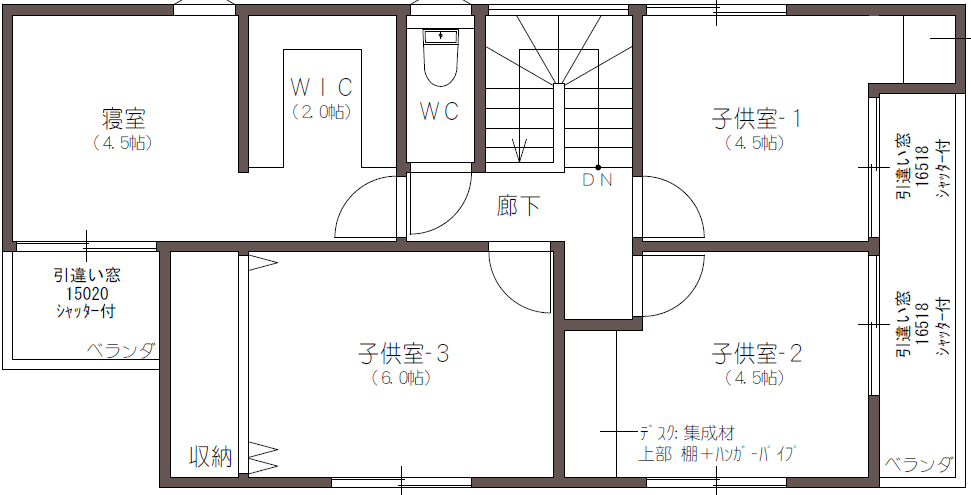 寝室
(4.5帖)
WIC
(2.0帖)
WC
DN
廊下
子供室-1
(4.5帖)
引違い窓
16518
ｼｬｯﾀｰ付
引違い窓
15020
ｼｬｯﾀｰ付
ベランダ
収納
子供室-3
(6.0帖)
子供室-2
(4.5帖)
ﾃﾞｽｸ:集成材
上部 棚+ﾊﾝｶﾞｰﾊﾟｲﾌﾟ
引違い窓
16518
ｼｬｯﾀｰ付
ベランダ